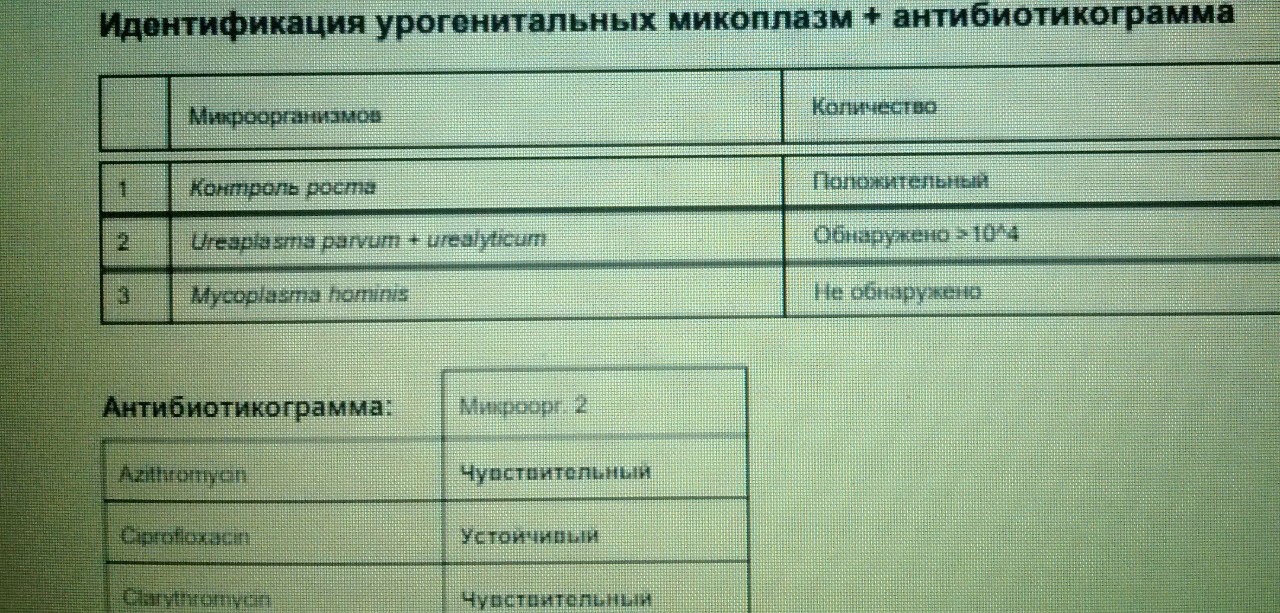 Идентификация урогенитальных микоплазм + антибиотикограмма
Микроорганизмов Количество
1 Контроль роста Положительный
2 Ureaplasma parvum + urealyticum Обнаружено >10^4
3 Mycoplasma hominis Не обнаружено
Антибиотикограмма: Микроорг. 2
Azithromycin Чувствительный
Ciprofloxacin Устойчивый
Clarythromycin Чувствительный